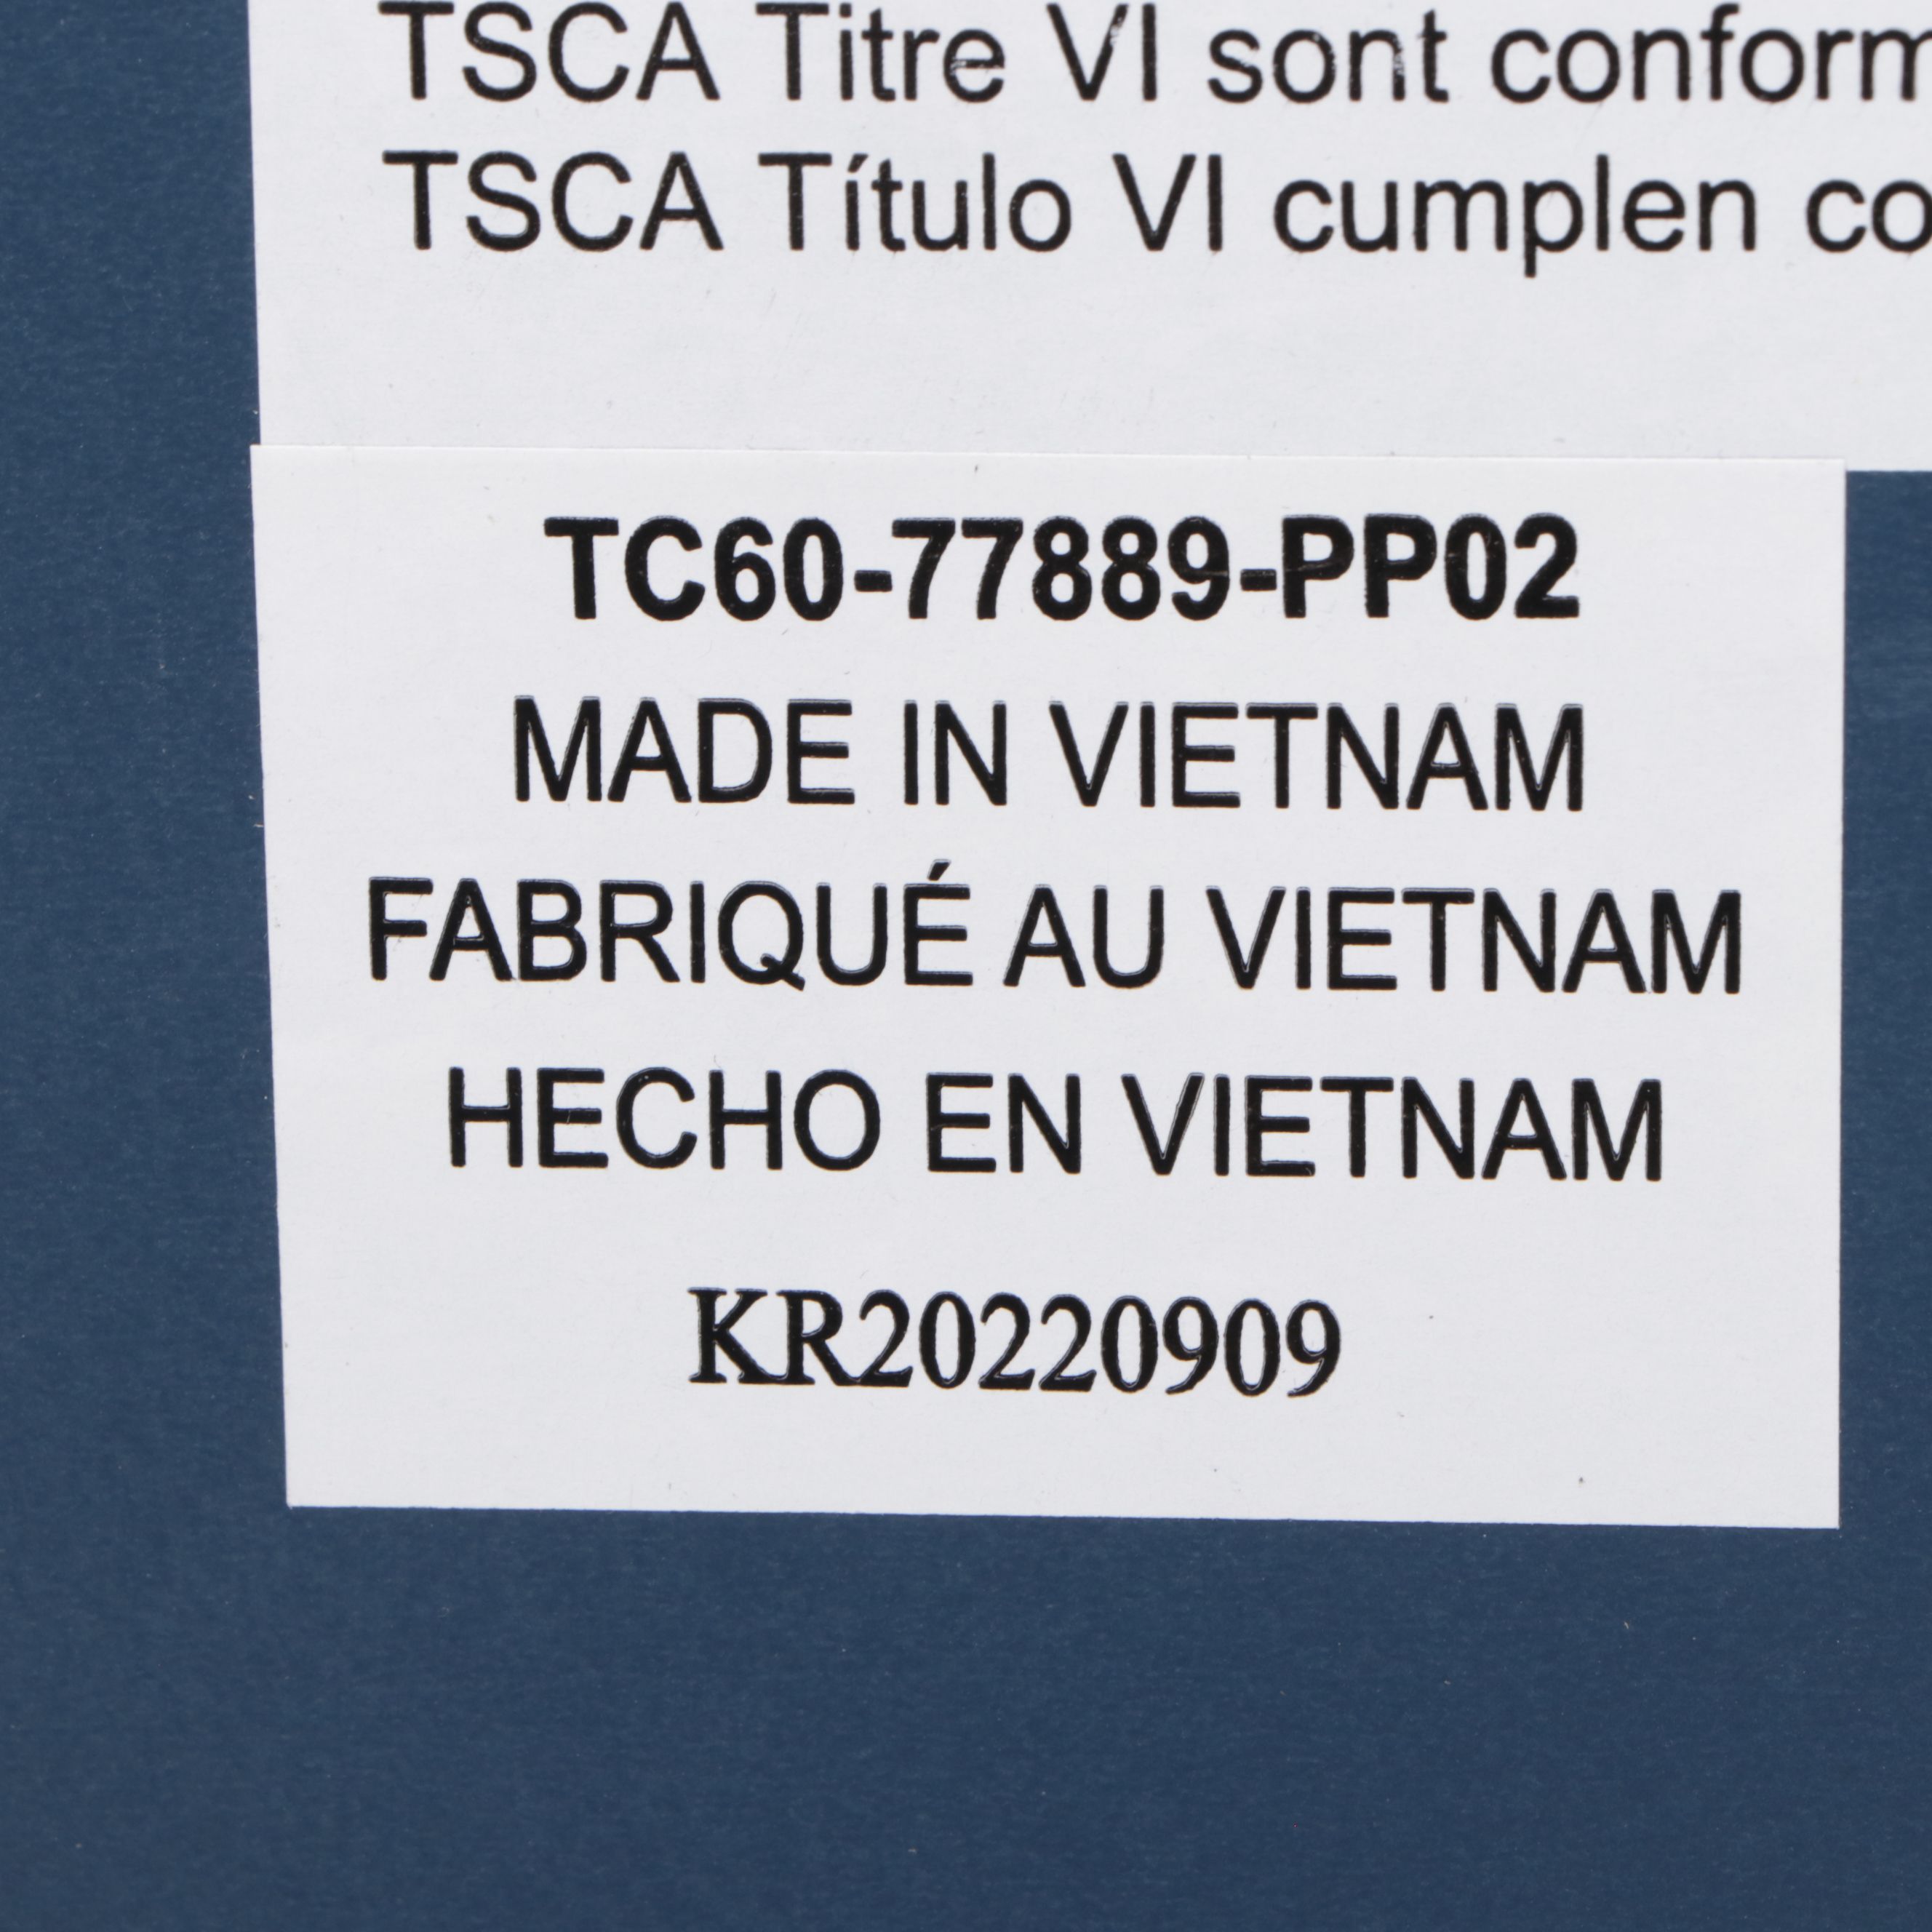 TSCA Titre VI sont conform
TSCA Título VI cumplen co
TC60-77889-PP02
MADE IN VIETNAM
FABRIQUÉ AU VIETNAM
HECHO EN VIETNAM
KR20220909